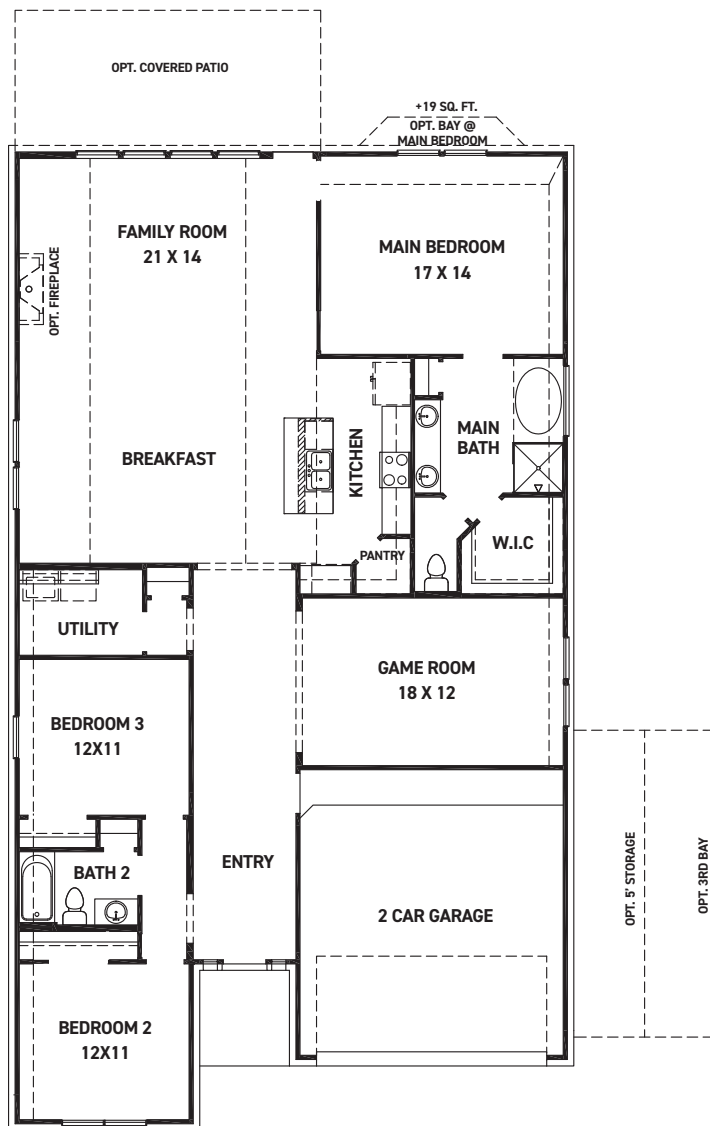 OPT. COVERED PATIO
+19 SQ. FT.
OPT. BAY @
MAIN BEDROOM
FAMILY ROOM
21 X 14
MAIN BEDROOM
17 X 14
OPT. FIREPLACE
BREAKFAST
KITCHEN
MAIN
BATH
PANTRY
W.I.C
UTILITY
GAME ROOM
18 X 12
BEDROOM 3
12X11
BATH 2
ENTRY
2 CAR GARAGE
OPT. 5' STORAGE
OPT. 3RD BAY
BEDROOM 2
12X11